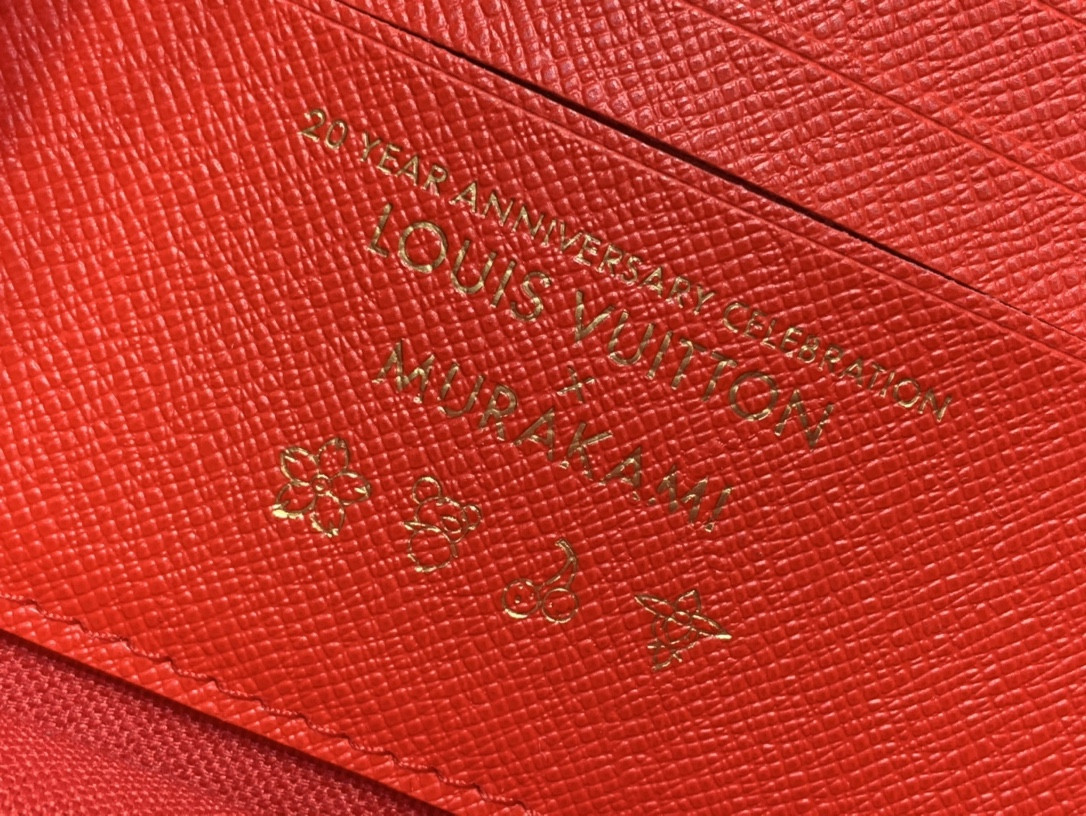 20 YEAR ANNIVERSARY CELEBRATION
LOUIS VUITTON
×
MURAKAMI